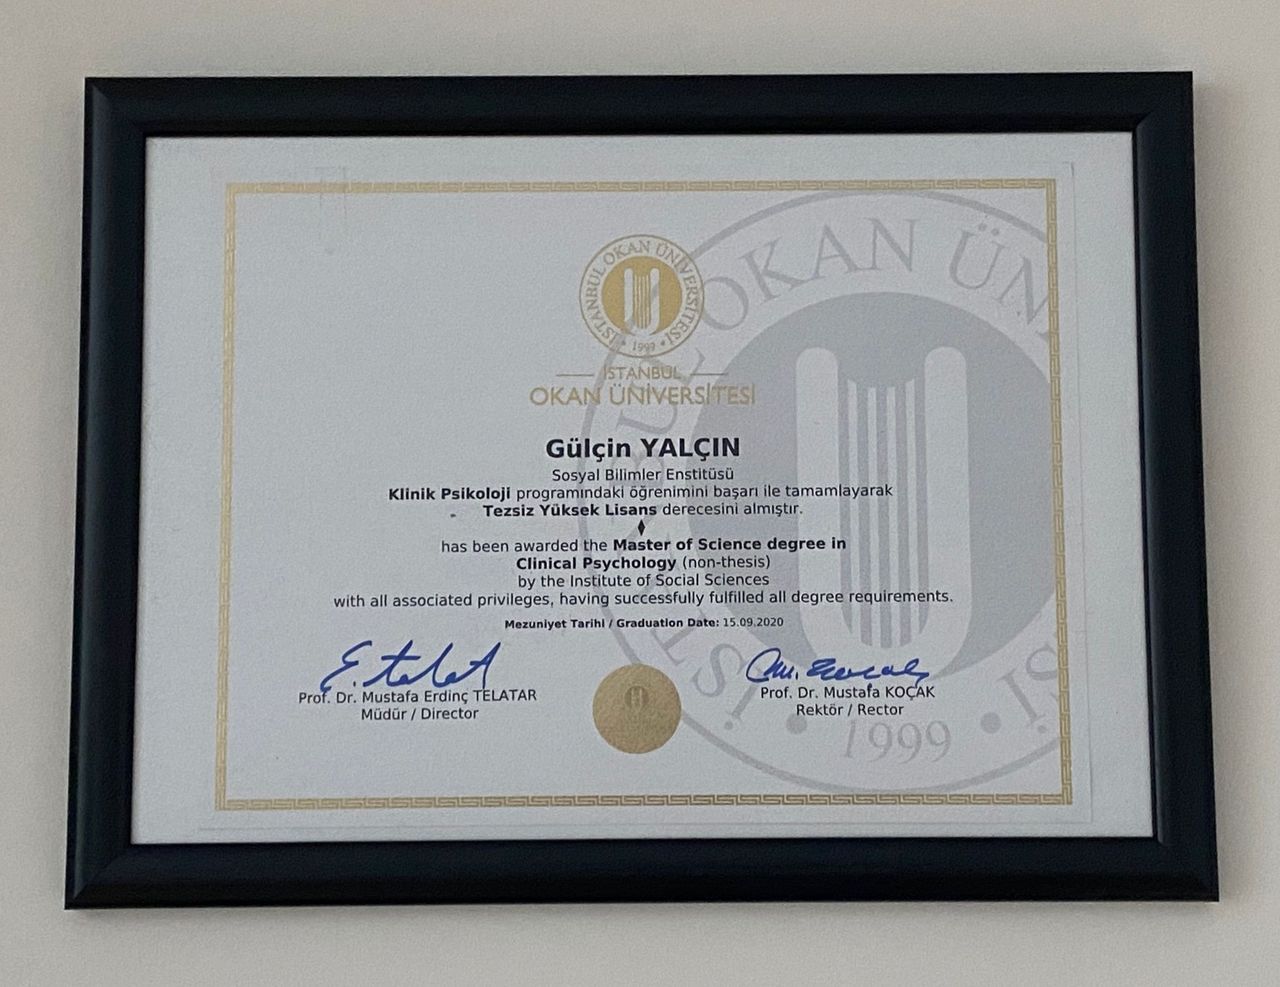 İSTANBUL OKAN ÜNİVERSİTESİ
• 1999 •
İSTANBUL
OKAN ÜNİVERSİTESİ
Gülçin YALÇIN
Sosyal Bilimler Enstitüsü
Klinik Psikoloji programındaki öğrenimini başarı ile tamamlayarak
Tezsiz Yüksek Lisans derecesini almıştır.
has been awarded the Master of Science degree in
Clinical Psychology (non-thesis)
by the Institute of Social Sciences
with all associated privileges, having successfully fulfilled all degree requirements.
Mezuniyet Tarihi / Graduation Date: 15.09.2020
E. Telatar
Prof. Dr. Mustafa Erdinç TELATAR
Müdür / Director
Prof. Dr. Mustafa KOÇAK
Rektör / Rector
OKAN ÜN
1999